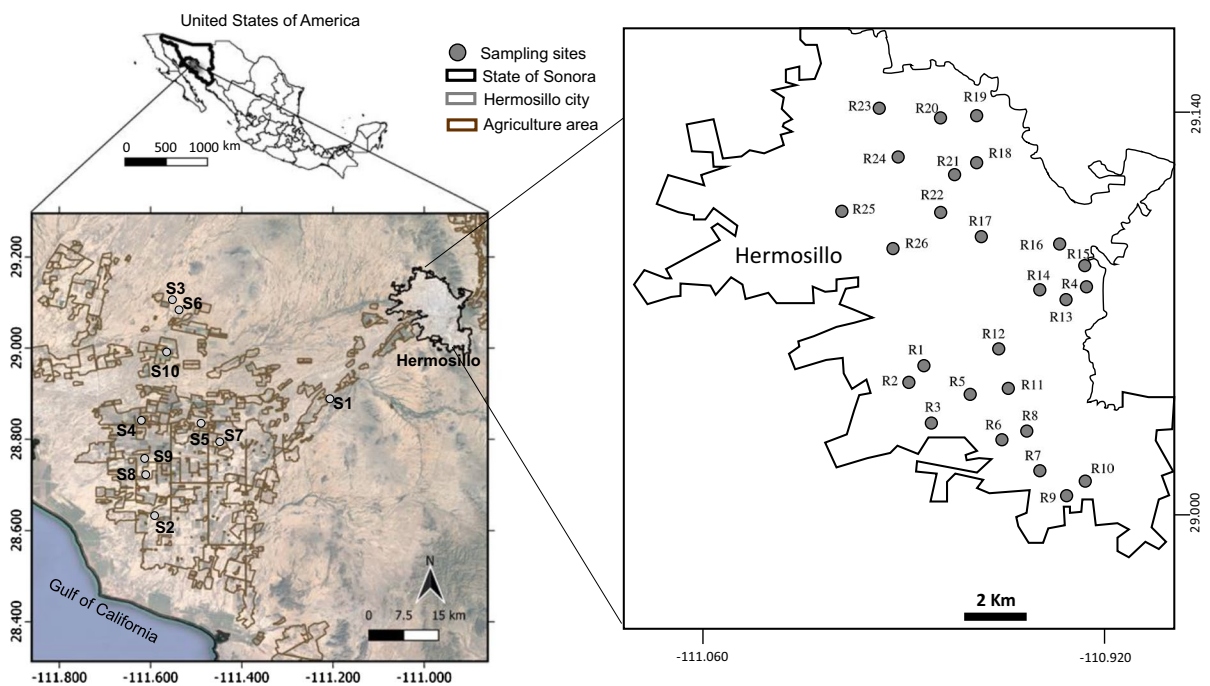 United States of America
Sampling sites
State of Sonora
Hermosillo city
Agriculture area
0 500 1000 km
29.200
29.000
28.800
28.600
28.400
S3
S6
S10
Hermosillo
S1
S4
S5
S7
S9
S8
S2
N
Gulf of California
0 7.5 15 km
-111.800 -111.600 -111.400 -111.200 -111.000
R23
R20
R19
29.140
R24
R21
R18
R25
R22
R17
R26
R16
R15
Hermosillo
R14
R4
R13
R12
R1
R2
R5
R11
R3
R6
R8
R7
R10
R9
29.000
2 Km
-111.060 -110.920